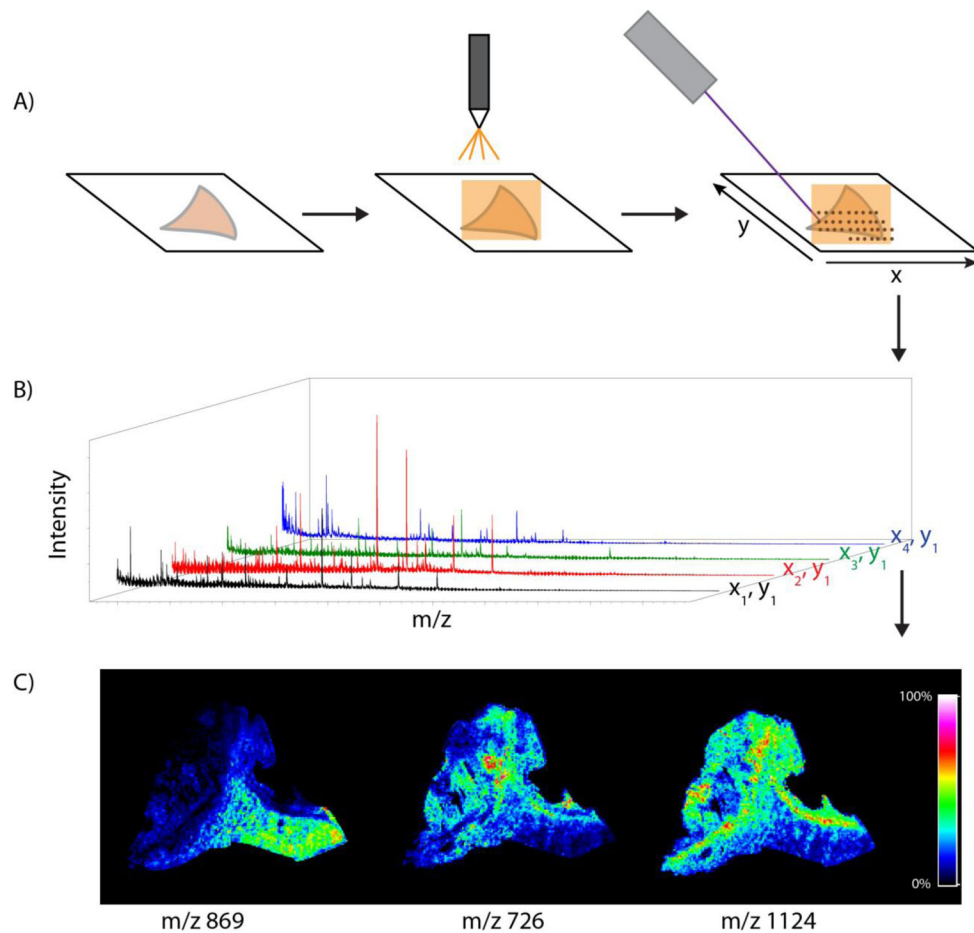 A)
y
x
B)
Intensity
x₄, y₁
x₃, y₁
x₂, y₁
x₁, y₁
m/z
C)
100%
0%
m/z 869
m/z 726
m/z 1124